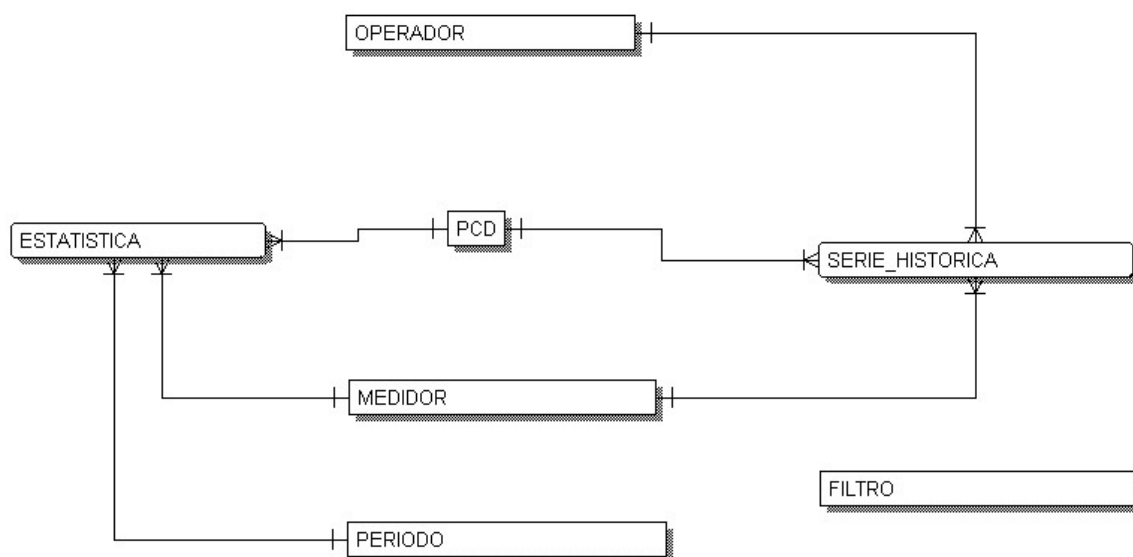 OPERADOR
PCD
ESTATISTICA
SERIE_HISTORICA
MEDIDOR
FILTRO
PERIODO